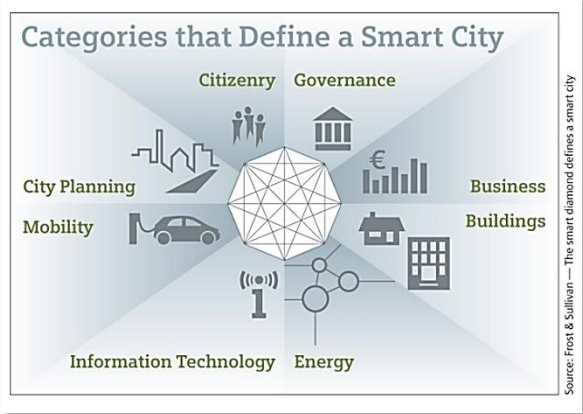 Categories that Define a Smart City
Citizenry
Governance
City Planning
Business
Mobility
Buildings
€
Information Technology
Energy
Source: Frost & Sullivan — The smart diamond defines a smart city